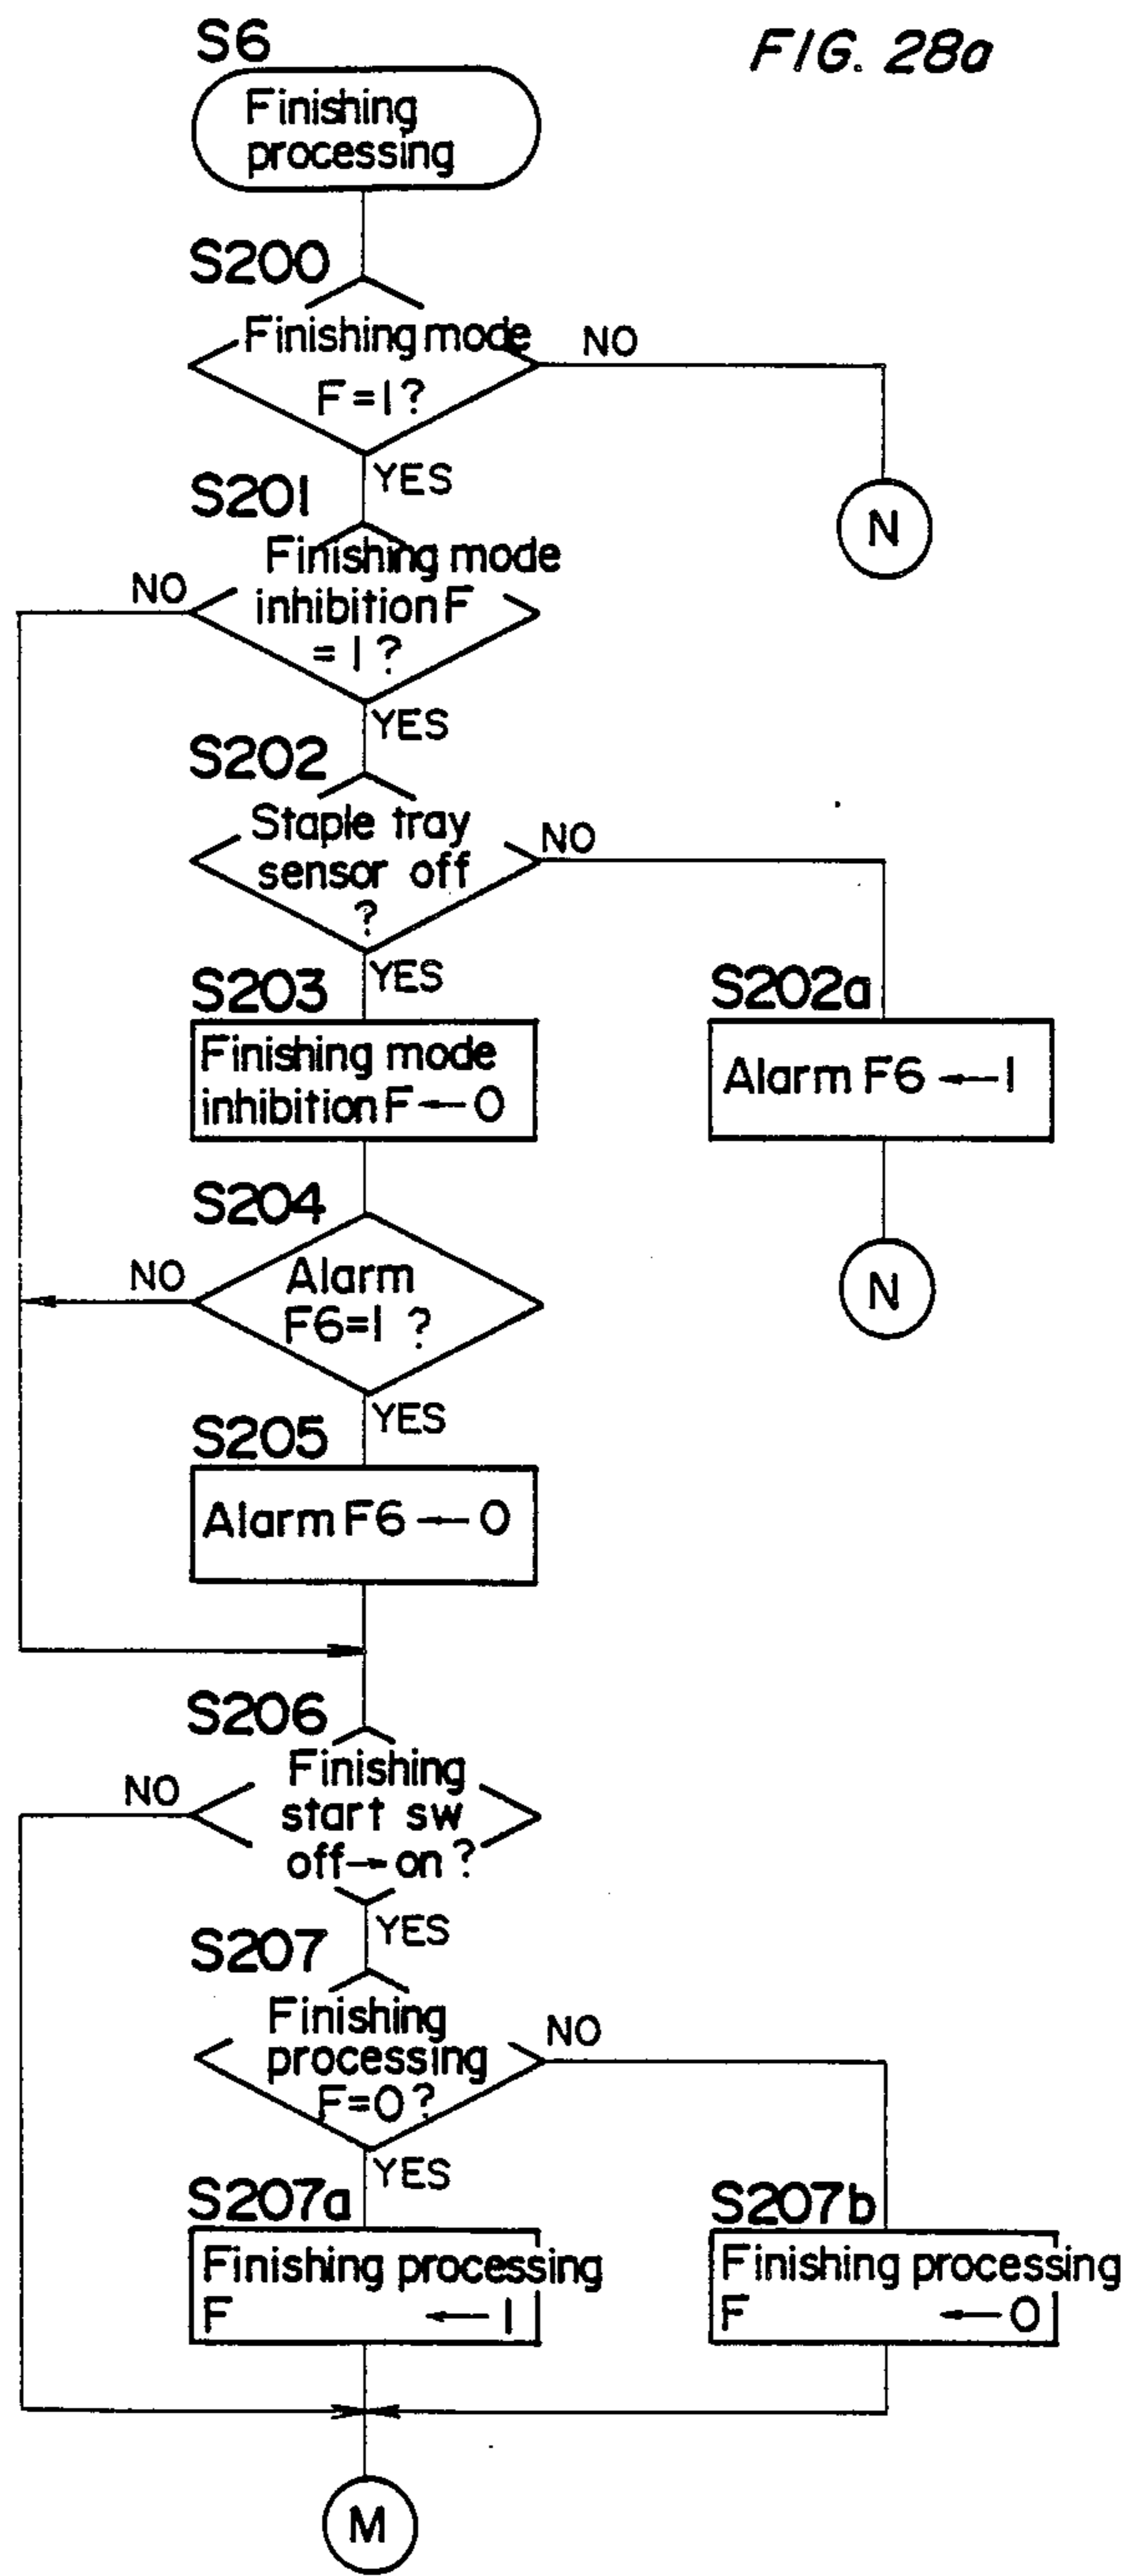 FIG. 28a
S6
Finishing
processing
S200
Finishing mode
F=1?
NO
YES
N
S201
Finishing mode
inhibition F
=1?
NO
YES
S202
Staple tray
sensor off
?
NO
YES
S203
Finishing mode
inhibition F ← 0
S202a
Alarm F6 ← 1
N
S204
Alarm
F6=1 ?
NO
YES
S205
Alarm F6 ← 0
S206
Finishing
start sw
off→on ?
NO
YES
S207
Finishing
processing
F=0?
NO
YES
S207a
Finishing processing
F ← 1
S207b
Finishing processing
F ← 0
M